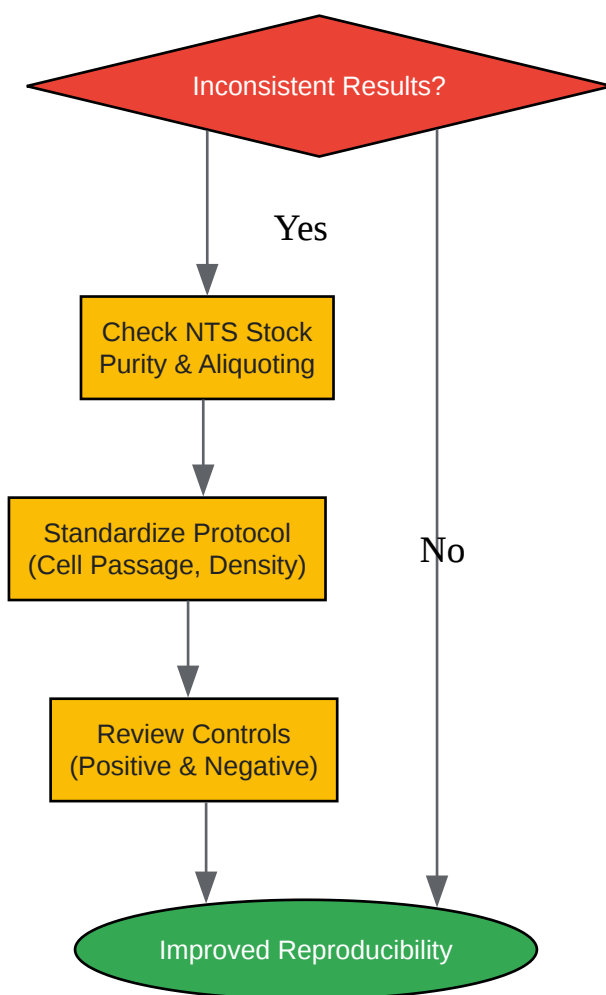 Inconsistent Results?
Yes
Check NTS Stock
Purity & Aliquoting
Standardize Protocol
(Cell Passage, Density)
No
Review Controls
(Positive & Negative)
Improved Reproducibility